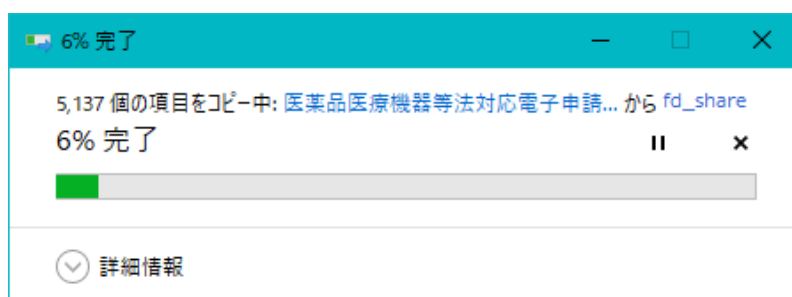 6% 完了
5,137 個の項目をコピー中: 医薬品医療機器等法対応電子申請... から fd_share
6% 完了
詳細情報